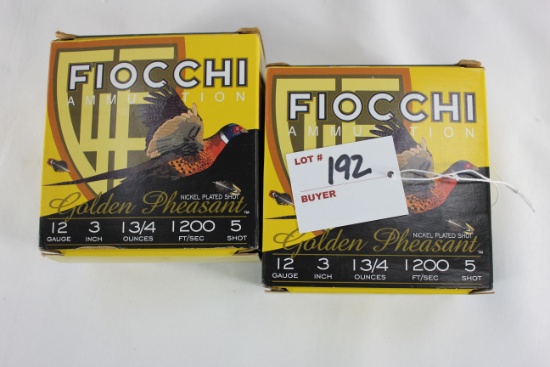 FIOCCHI
AMMUNITION
NICKEL PLATED SHOT
Golden Pheasant™
12 3 1 3/4 1200 5
GAUGE INCH OUNCES FT/SEC SHOT
FIOCCHI
AMMUNITION
LOT # 192
BUYER
NICKEL PLATED SHOT
Golden Pheasant™
12 3 1 3/4 1200 5
GAUGE INCH OUNCES FT/SEC SHOT